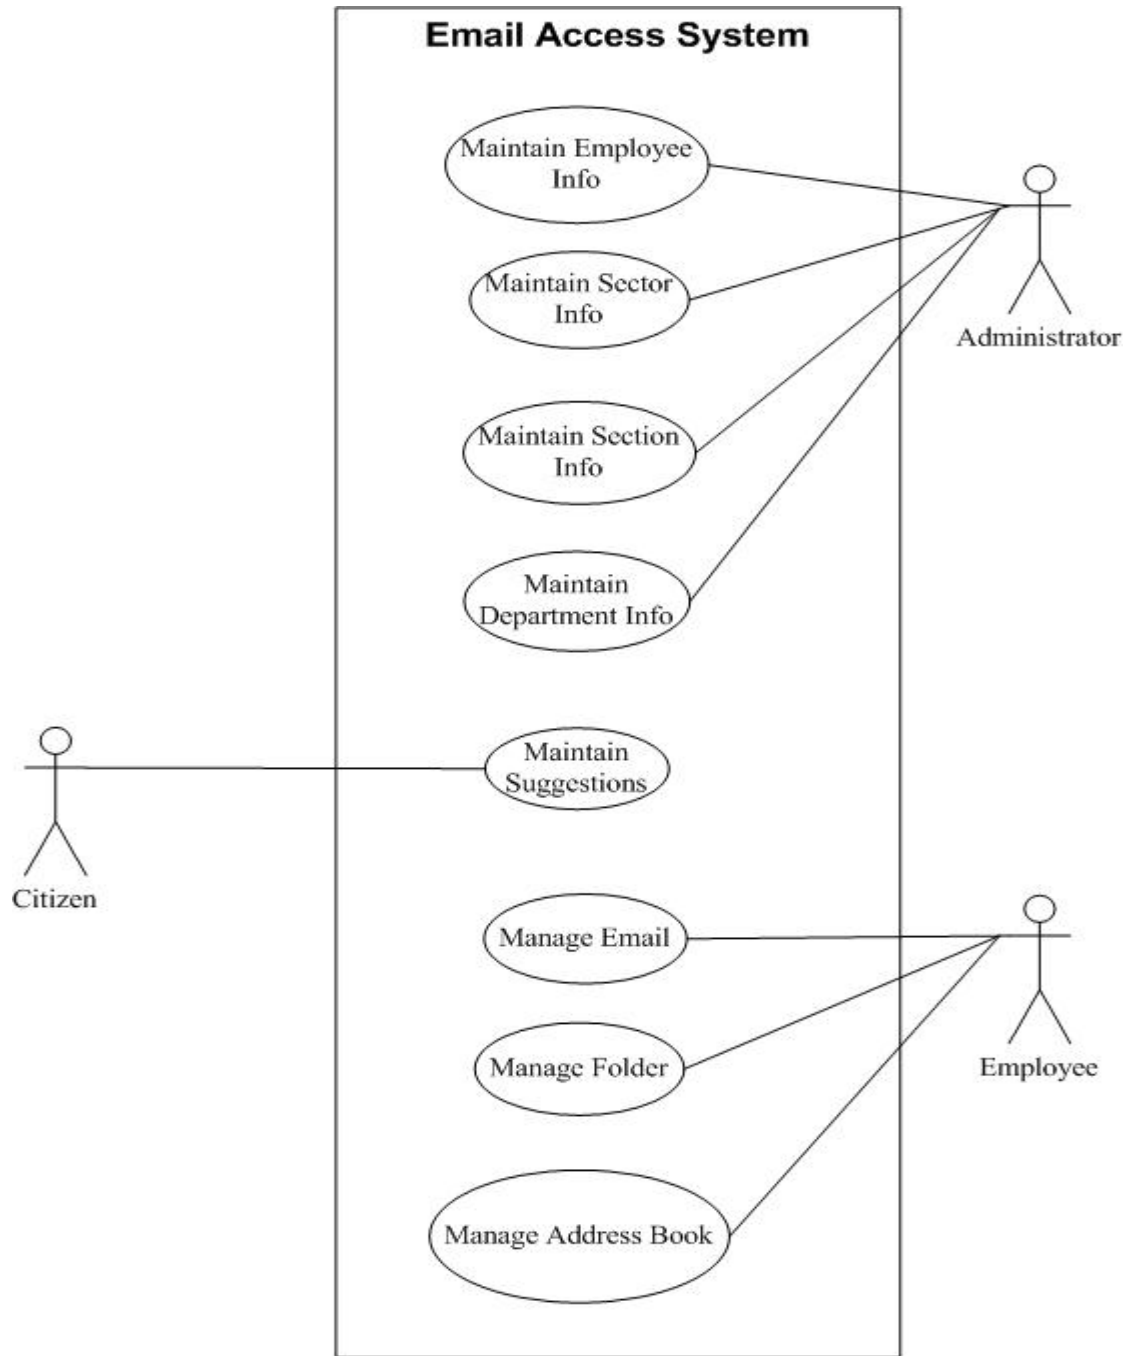 Email Access System
Maintain Employee
Info
Maintain Sector
Info
Administrator
Maintain Section
Info
Maintain
Department Info
Maintain
Suggestions
Citizen
Manage Email
Manage Folder
Employee
Manage Address Book